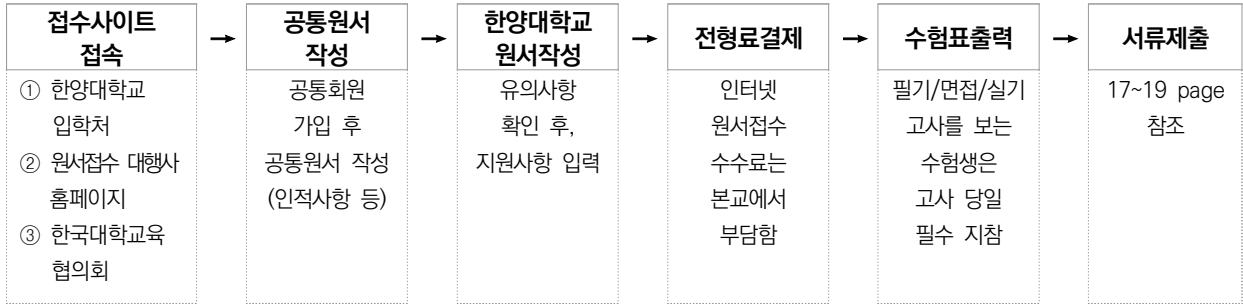 접수사이트
접속
→
공통원서
작성
→
한양대학교
원서작성
→
전형료결제
→
수험표출력
→
서류제출
① 한양대학교
입학처
② 원서접수 대행사
홈페이지
③ 한국대학교육
협의회
공통회원
가입 후
공통원서 작성
(인적사항 등)
유의사항
확인 후,
지원사항 입력
인터넷
원서접수
수수료는
본교에서
부담함
필기/면접/실기
고사를 보는
수험생은
고사 당일
필수 지참
17~19 page
참조